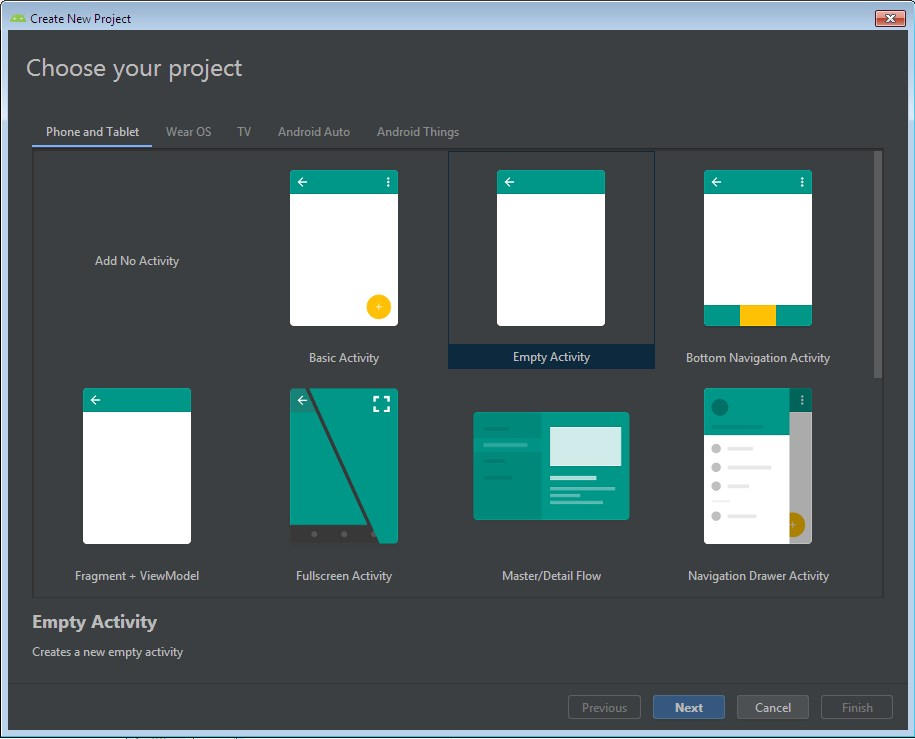 Create New Project
Choose your project
Phone and Tablet
Wear OS
TV
Android Auto
Android Things
Add No Activity
Basic Activity
Empty Activity
Bottom Navigation Activity
Fragment + ViewModel
Fullscreen Activity
Master/Detail Flow
Navigation Drawer Activity
Empty Activity
Creates a new empty activity
Previous
Next
Cancel
Finish